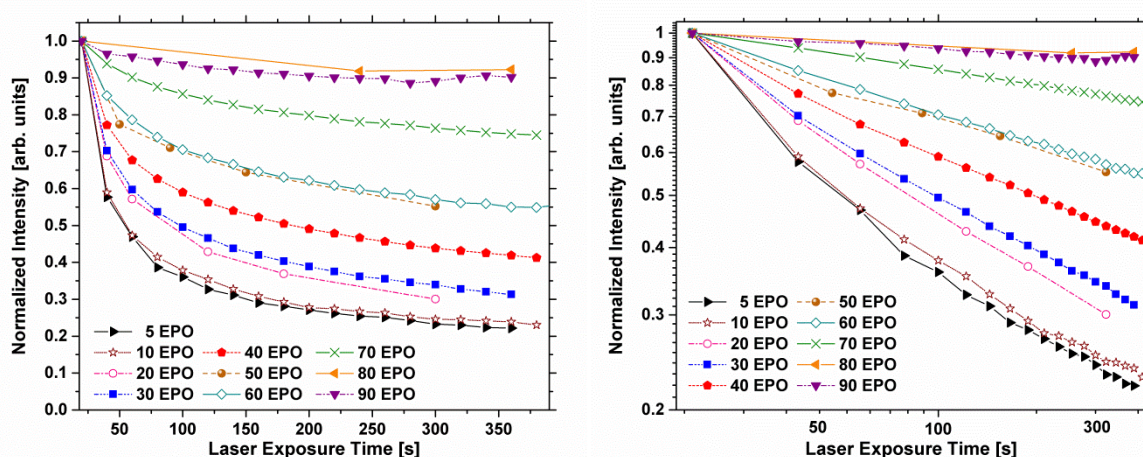 Normalized Intensity [arb. units]
1.0
0.9
0.8
0.7
0.6
0.5
0.4
0.3
0.2
0.1
0.0
5 EPO
10 EPO
20 EPO
30 EPO
40 EPO
50 EPO
60 EPO
70 EPO
80 EPO
90 EPO
50 100 150 200 250 300 350
Laser Exposure Time [s]
Normalized Intensity [arb. units]
1
0.9
0.8
0.7
0.6
0.5
0.4
0.3
0.2
5 EPO
10 EPO
20 EPO
30 EPO
40 EPO
50 EPO
60 EPO
70 EPO
80 EPO
90 EPO
50 100 300
Laser Exposure Time [s]